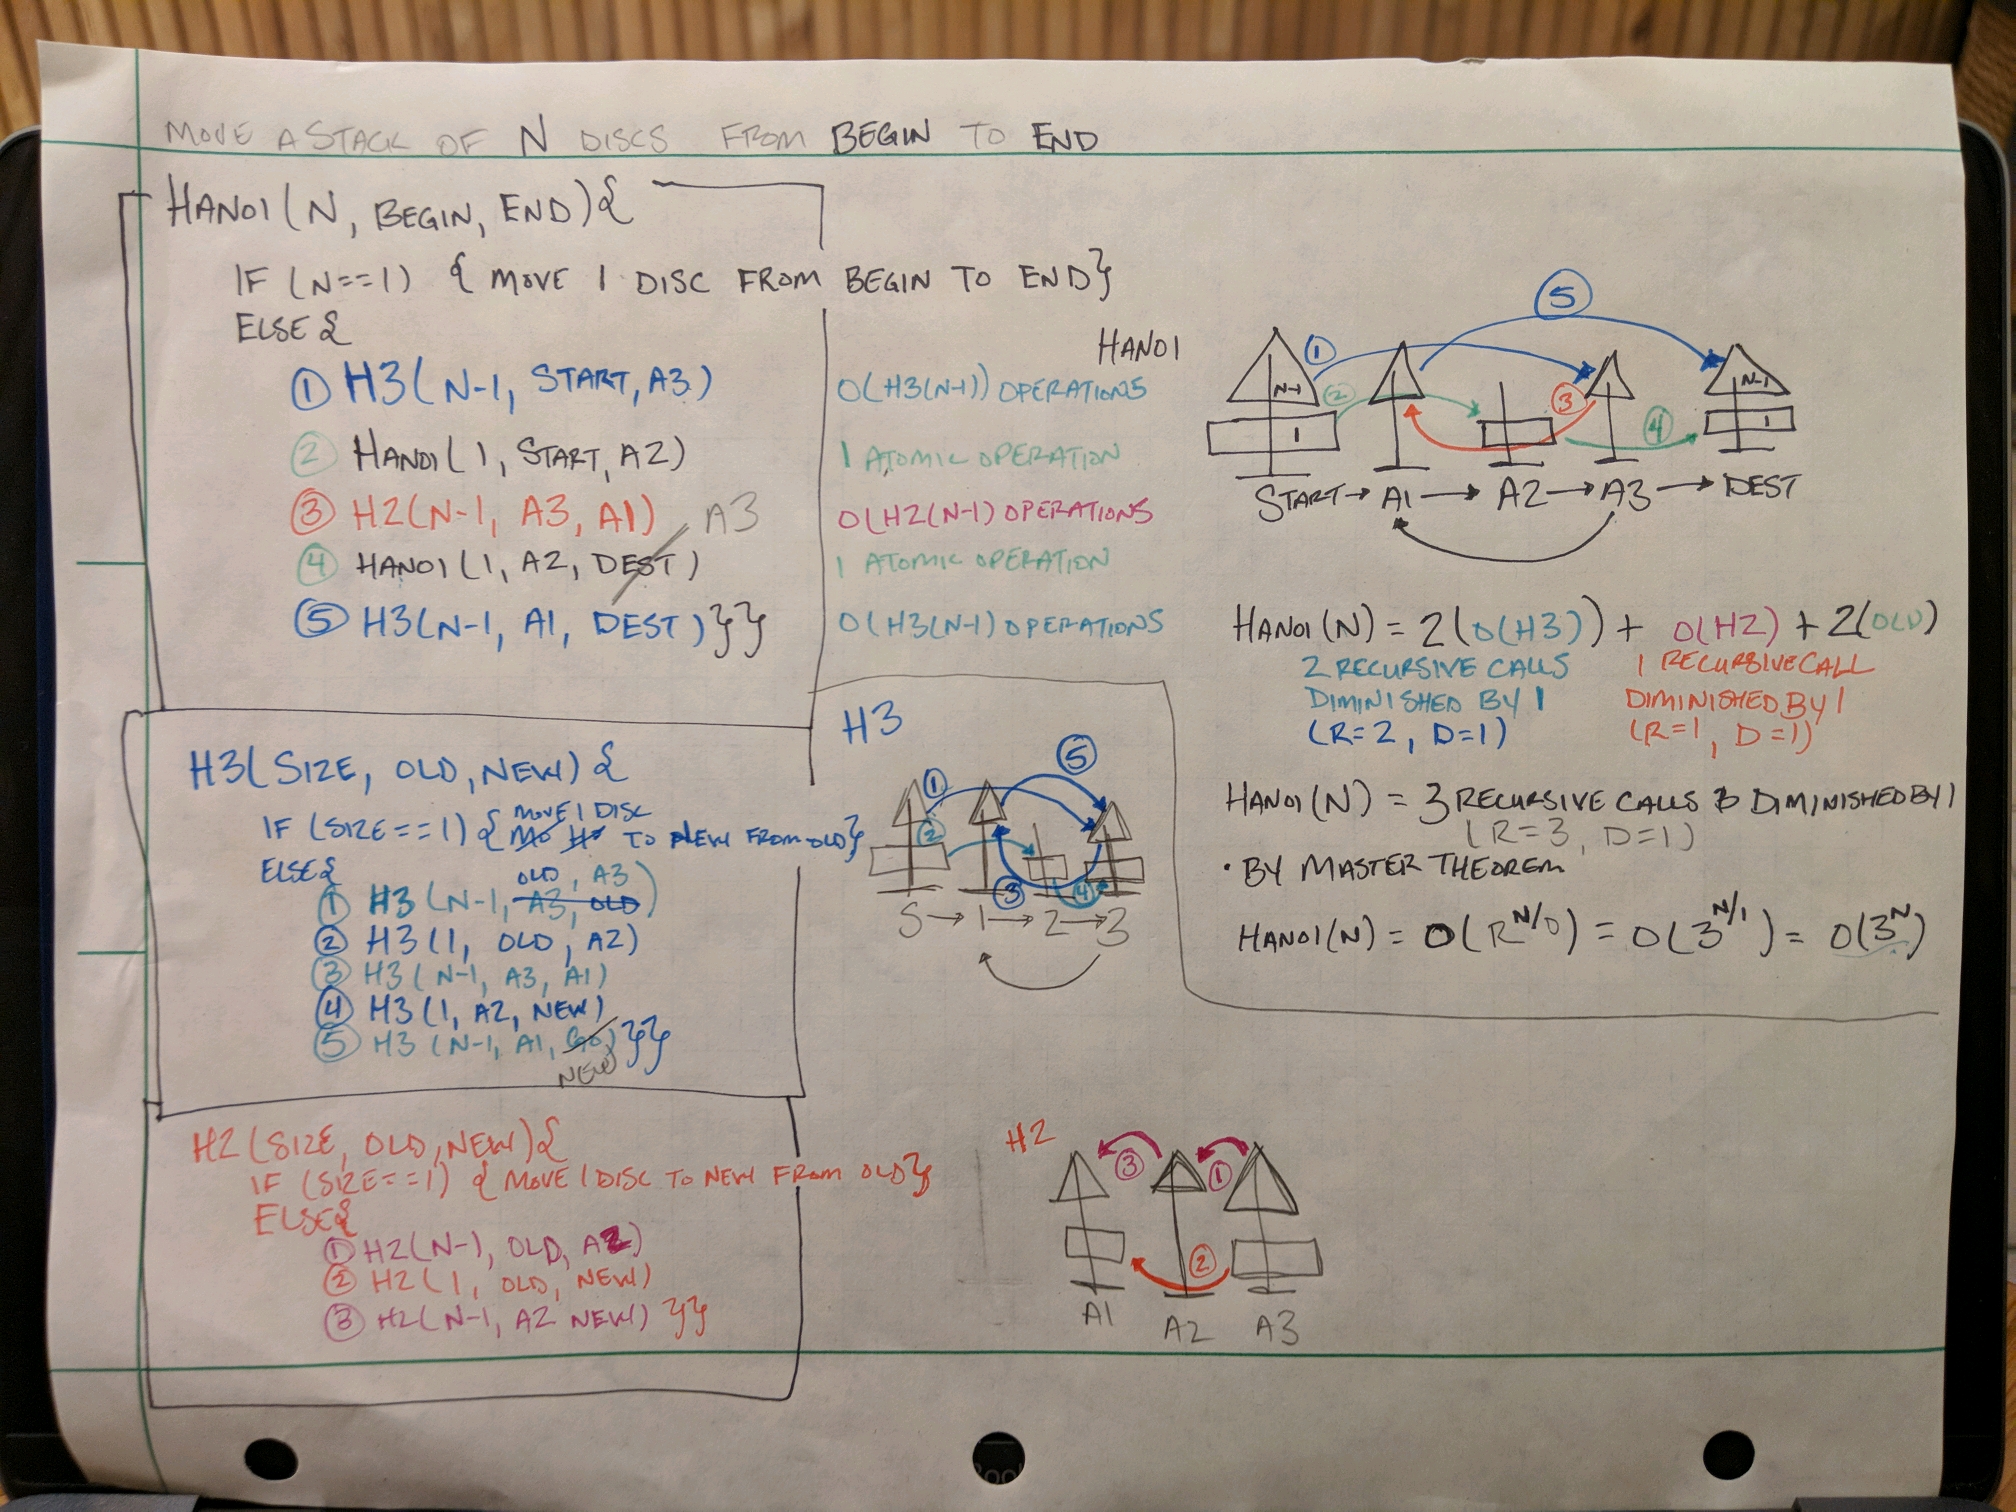 MOVE A STACK OF N DISCS FROM BEGIN TO END
HANOI (N, BEGIN, END){
IF (N==1) { MOVE 1 DISC FROM BEGIN TO END}
ELSE {
① H3(N-1, START, A3)
② HANOI(1, START, A2)
③ H2(N-1, A3, A1) A3
④ HANOI(1, A2, DEST)
⑤ H3(N-1, A1, DEST)}}
O(H3(N-1)) OPERATIONS
1 ATOMIC OPERATION
O(H2(N-1) OPERATIONS
1 ATOMIC OPERATION
O(H3(N-1) OPERATIONS
HANOI
⑤
① N-1 ② 1 ③ ④ N-1 1
START → A1 → A2 → A3 → DEST
HANOI (N) = 2(O(H3)) + O(H2) + 2(O(1))
2 RECURSIVE CALLS
DIMINISHED BY 1
(R=2, D=1)
1 RECURSIVE CALL
DIMINISHED BY 1
(R=1, D=1)
HANOI(N) = 3 RECURSIVE CALLS DIMINISHED BY 1
(R=3, D=1)
• BY MASTER THEOREM
HANOI(N) = O(R^N/D) = O(3^N/1) = O(3^N)
H3(SIZE, OLD, NEW) {
IF (SIZE==1) { MOVE 1 DISC TO NEW FROM OLD}
ELSE{
① H3 (N-1, A3, OLD) OLD, A3
② H3(1, OLD, A2)
③ H3(N-1, A3, A1)
④ H3(1, A2, NEW)
⑤ H3 (N-1, A1, NEW)}}
H3
① ⑤
② ③ ④
S → 1 → 2 → 3
H2(SIZE, OLD, NEW){
IF (SIZE==1) { MOVE 1 DISC TO NEW FROM OLD}
ELSE{
① H2(N-1, OLD, A2)
② H2(1, OLD, NEW)
③ H2(N-1, A2 NEW) }}
H2
③ ①
②
A1 A2 A3